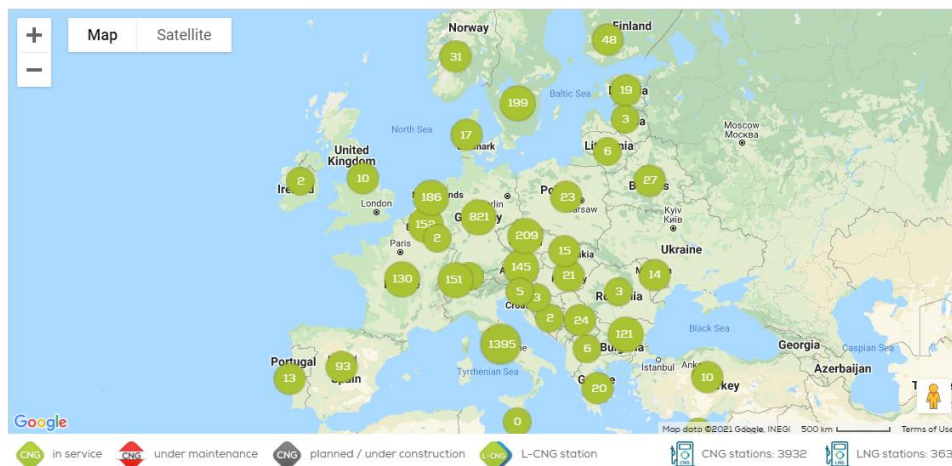 Map
Satellite
Norway
31
Finland
48
199
19
Baltic Sea
3
North Sea
17
6
Moscow
Москва
United
Kingdom
10
2
London
27
186
821
23
Kyiv
Київ
152
2
Paris
209
15
Ukraine
130
151
145
21
14
5
3
3
2
24
121
1395
6
Black Sea
Georgia
Caspian Sea
Azerbaijan
Portugal
93
13
Tyrrhenian Sea
İstanbul
10
20
0
Google
Map data ©2021 Google, INEGI
500 km
Terms of Use
CNG in service
CNG under maintenance
CNG planned / under construction
L-CNG L-CNG station
CNG CNG stations: 3932
LNG LNG stations: